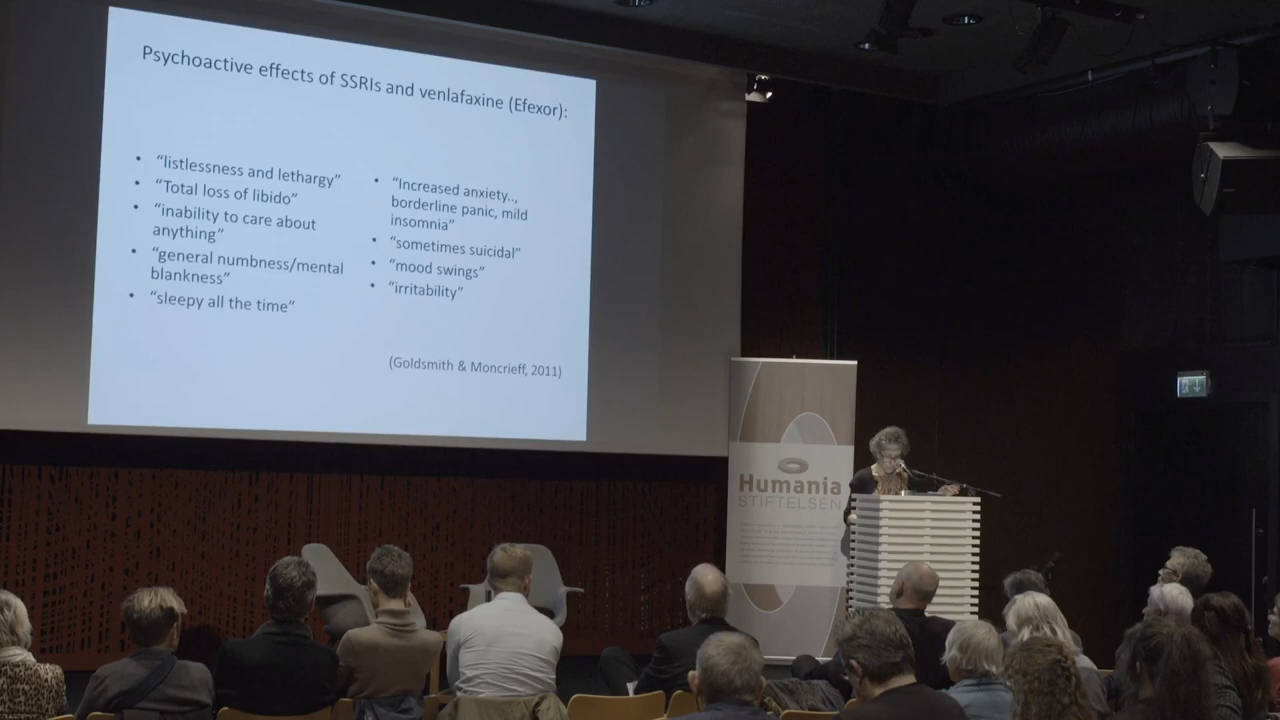 Psychoactive effects of SSRIs and venlafaxine (Efexor):
• “listlessness and lethargy”
• “Total loss of libido”
• “inability to care about
anything”
• “general numbness/mental
blankness”
• “sleepy all the time”
• “Increased anxiety..,
borderline panic, mild
insomnia”
• “sometimes suicidal”
• “mood swings”
• “irritability”
(Goldsmith & Moncrieff, 2011)
Humania
STIFTELSEN